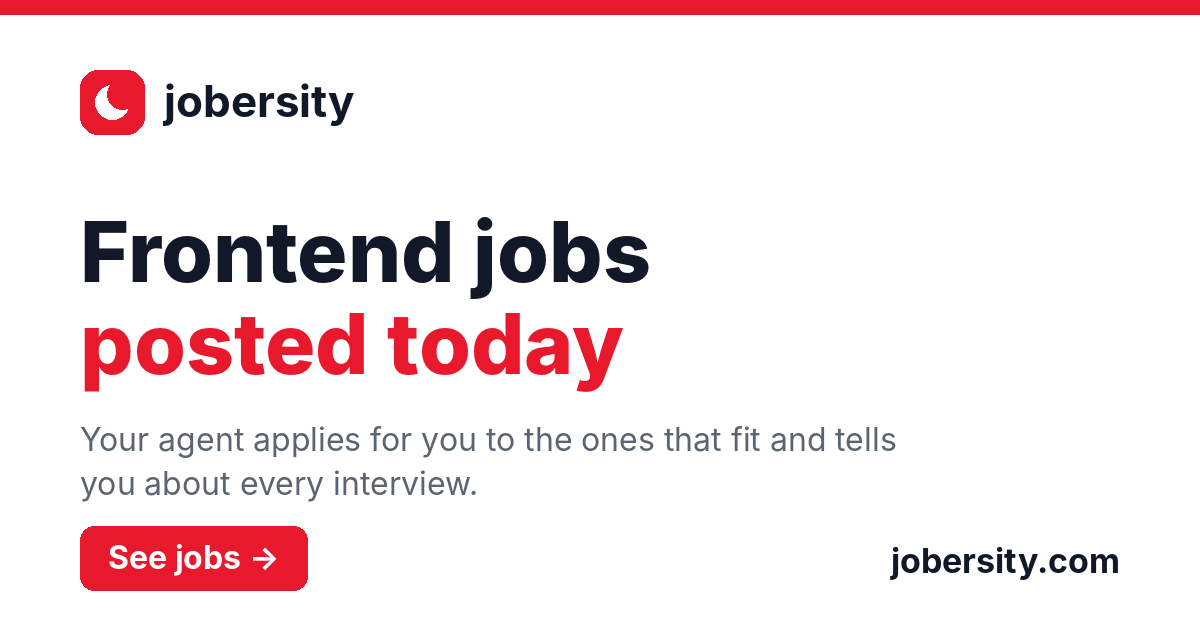 jobersity
Frontend jobs
posted today
Your agent applies for you to the ones that fit and tells
you about every interview.
See jobs →
jobersity.com